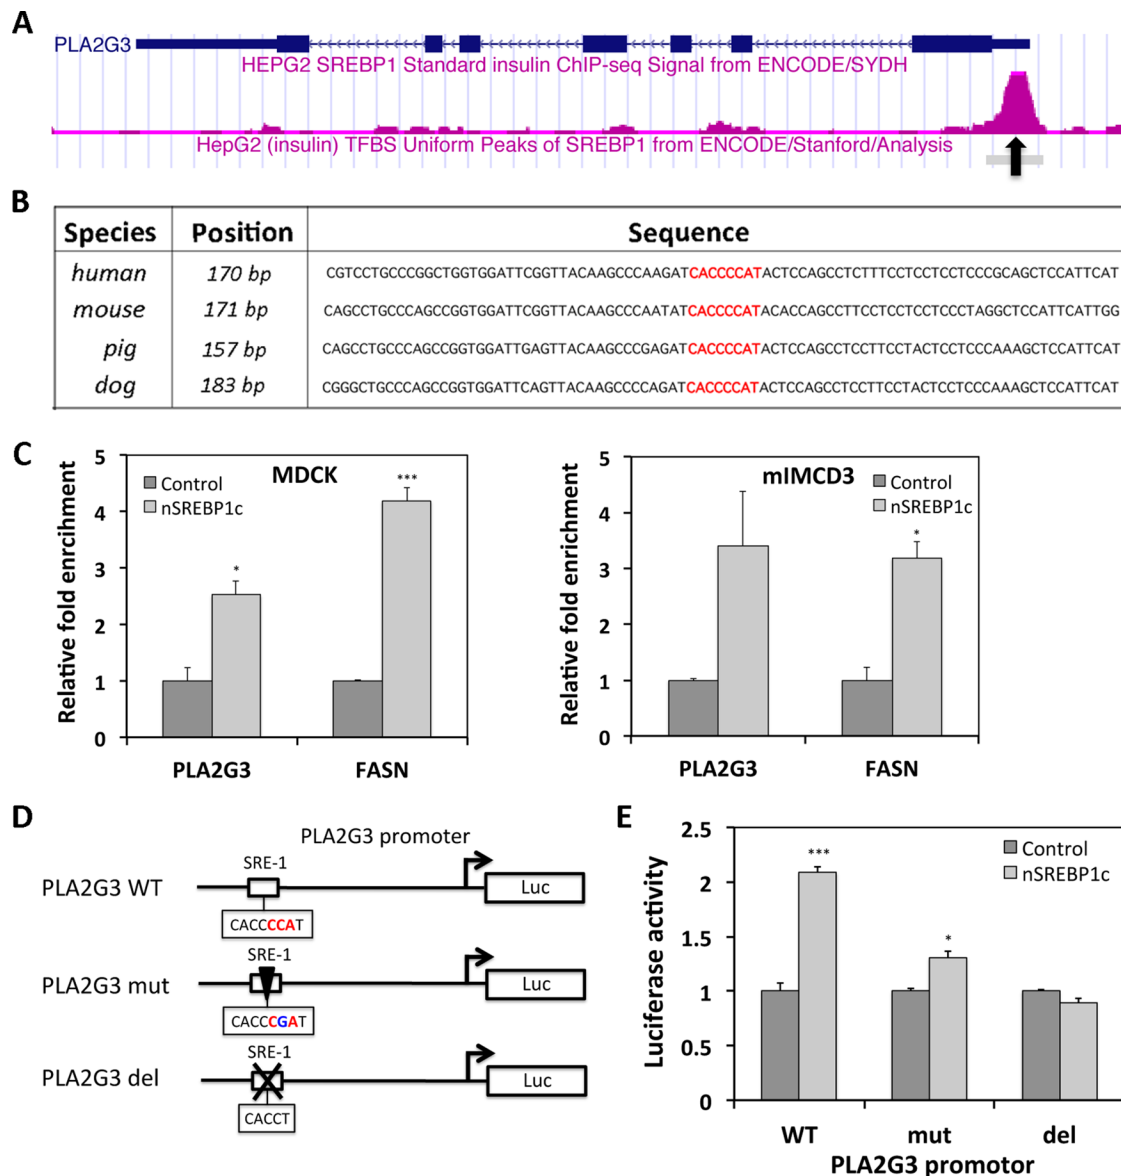 A
PLA2G3
HEPG2 SREBP1 Standard insulin ChIP-seq Signal from ENCODE/SYDH
HepG2 (insulin) TFBS Uniform Peaks of SREBP1 from ENCODE/Stanford/Analysis
B
Species Position Sequence
human 170 bp CGTCCTGCCCGGCTGGTGGATTCGGTTACAAGCCCAAGATCACCCCATACTCCAGCCTCTTTCCTCCTCCTCCCGCAGCTCCATTCAT
mouse 171 bp CAGCCTGCCCAGCCGGTGGATTCGGTTACAAGCCCAATATCACCCCATACACCAGCCTTCCTCCTCCTCCCTAGGCTCCATTCATTGG
pig 157 bp CAGCCTGCCCAGCCGGTGGATTGAGTTACAAGCCCGAGATCACCCCATACTCCAGCCTCCTTCCTACTCCTCCCAAAGCTCCATTCAT
dog 183 bp CGGGCTGCCCAGCCGGTGGATTCAGTTACAAGCCCCAGATCACCCCATACTCCAGCCTCCTTCCTACTCCTCCCAAAGCTCCATTCAT
C
MDCK
Relative fold enrcihment
5
4
3
2
1
0
Control
nSREBP1c
*
***
PLA2G3 FASN
mIMCD3
Relative fold enrichment
5
4
3
2
1
0
Control
nSREBP1c
*
PLA2G3 FASN
D
PLA2G3 promoter
PLA2G3 WT
SRE-1
Luc
CACCCCAT
PLA2G3 mut
SRE-1
Luc
CACCCGAT
PLA2G3 del
SRE-1
Luc
CACCT
E
Luciferase activity
2.5
2
1.5
1
0.5
0
Control
nSREBP1c
***
*
WT mut del
PLA2G3 promotor